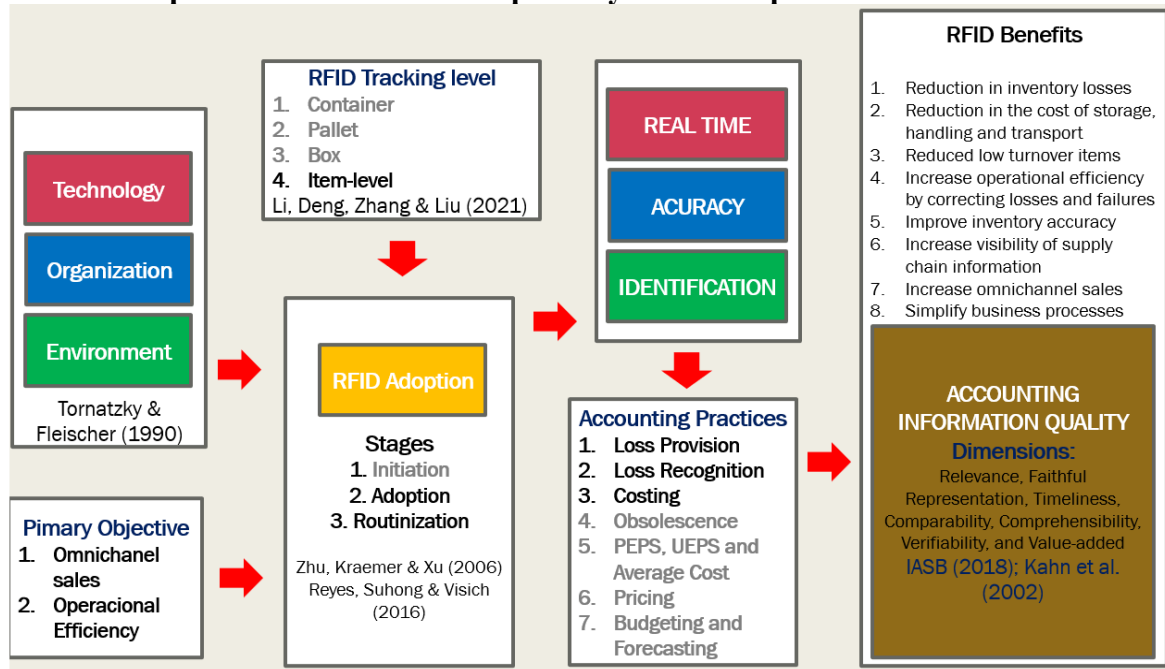 Technology
Organization
Environment
Tornatzky &
Fleischer (1990)
Pimary Objective
1. Omnichanel
sales
2. Operacional
Efficiency
RFID Tracking level
1. Container
2. Pallet
3. Box
4. Item-level
Li, Deng, Zhang & Liu (2021)
RFID Adoption
Stages
1. Initiation
2. Adoption
3. Routinization
Zhu, Kraemer & Xu (2006)
Reyes, Suhong & Visich
(2016)
REAL TIME
ACURACY
IDENTIFICATION
Accounting Practices
1. Loss Provision
2. Loss Recognition
3. Costing
4. Obsolescence
5. PEPS, UEPS and
Average Cost
6. Pricing
7. Budgeting and
Forecasting
RFID Benefits
1. Reduction in inventory losses
2. Reduction in the cost of storage,
handling and transport
3. Reduced low turnover items
4. Increase operational efficiency
by correcting losses and failures
5. Improve inventory accuracy
6. Increase visibility of supply
chain information
7. Increase omnichannel sales
8. Simplify business processes
ACCOUNTING
INFORMATION QUALITY
Dimensions:
Relevance, Faithful
Representation, Timeliness,
Comparability, Comprehensibility,
Verifiability, and Value-added
IASB (2018); Kahn et al.
(2002)